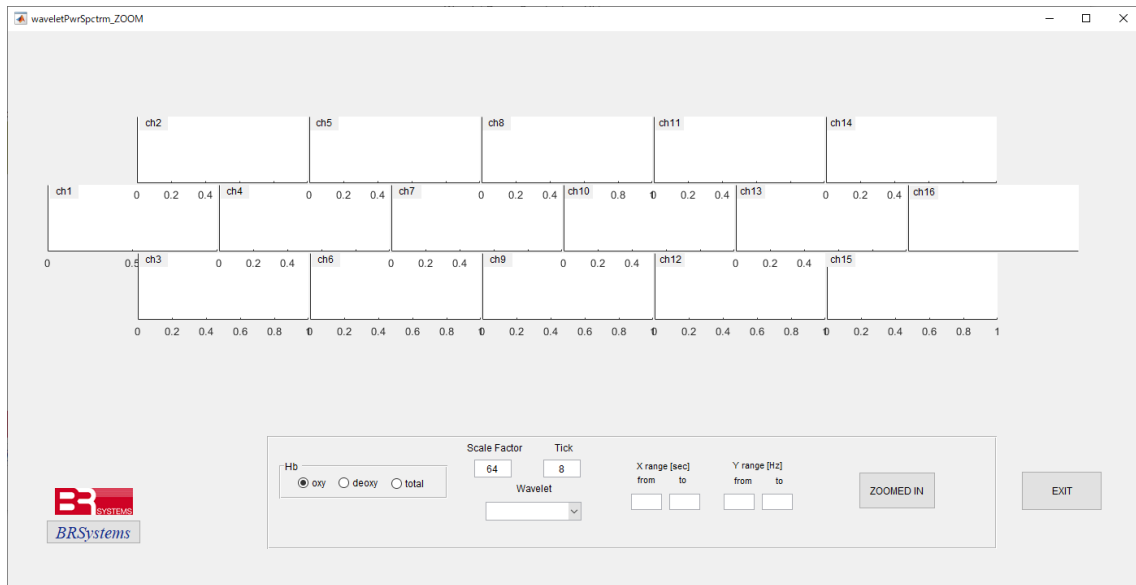 waveletPwrSpctrm_ZOOM
ch2 ch5 ch8 ch11 ch14
ch1 0 0.2 0.4 ch4 0 0.2 0.4 ch7 0 0.2 0.4 ch10 0.8 1 0 0.2 0.4 ch13 0 0.2 0.4 ch16
0 0.5 ch3 0 0.2 0.4 ch6 0 0.2 0.4 ch9 0 0.2 0.4 ch12 0 0.2 0.4 ch15
0 0.2 0.4 0.6 0.8 1 0 0.2 0.4 0.6 0.8 1 0 0.2 0.4 0.6 0.8 1 0 0.2 0.4 0.6 0.8 1 0 0.2 0.4 0.6 0.8 1
Scale Factor Tick
Hb
oxy deoxy total
64 8
Wavelet
X range [sec] Y range [Hz]
from to from to
ZOOMED IN
EXIT
BR
SYSTEMS
BRSystems